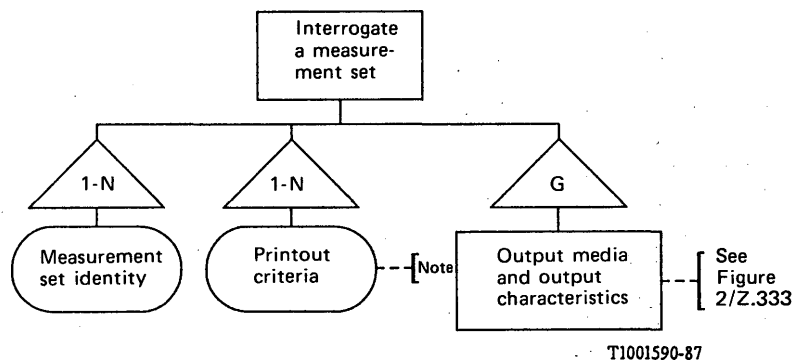 Interrogate
a measure-
ment set
1-N
1-N
G
Measurement
set identity
Printout
criteria
Note
Output media
and output
characteristics
See
Figure
2/Z.333
T1001590-87